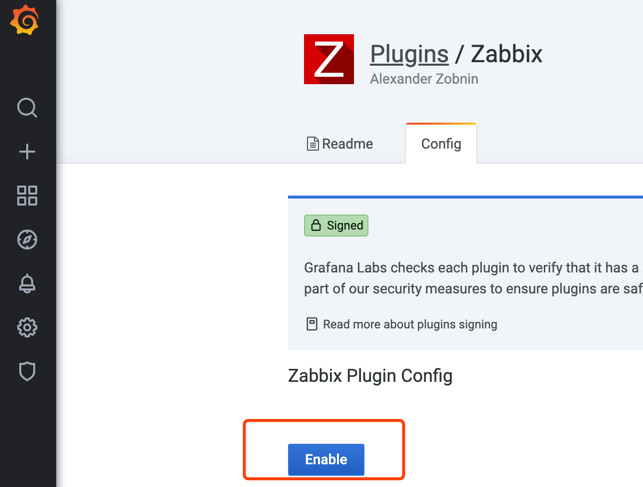 Z
Plugins / Zabbix
Alexander Zobnin
Readme
Config
Signed
Grafana Labs checks each plugin to verify that it has a
part of our security measures to ensure plugins are saf
Read more about plugins signing
Zabbix Plugin Config
Enable